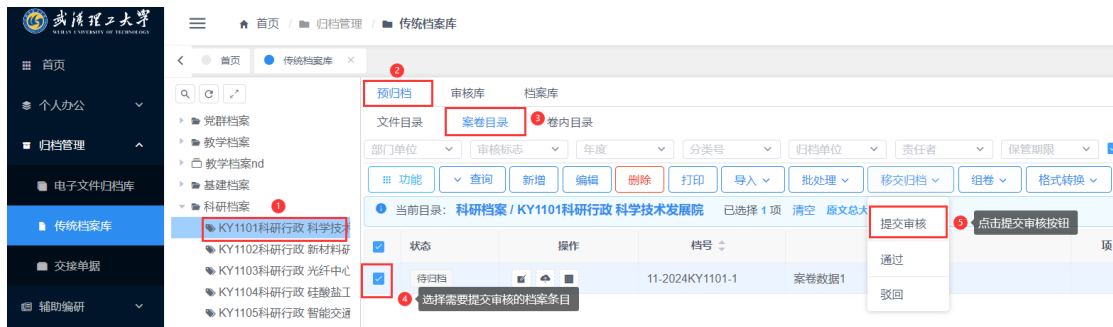 武汉理工大学
WUHAN UNIVERSITY OF TECHNOLOGY
首页 / 归档管理 / 传统档案库
首页
个人办公
归档管理
电子文件归档库
传统档案库
交接单据
辅助编研
首页 传统档案库 ×
党群档案
教学档案
教学档案nd
基建档案
科研档案 1
KY1101科研行政 科学技术
KY1102科研行政 新材料研
KY1103科研行政 光纤中心
KY1104科研行政 硅酸盐工
KY1105科研行政 智能交通
2
预归档 审核库 档案库
文件目录 案卷目录 3 卷内目录
部门单位 审核标志 年度 分类号 归档单位 责任者 保管期限
功能 查询 新增 编辑 删除 打印 导入 批处理 移交归档 组卷 格式转换
当前目录: 科研档案 / KY1101科研行政 科学技术发展院 已选择 1 项 清空 原文总大
提交审核 5 点击提交审核按钮
通过
驳回
状态 操作 档号 项
待归档 11-2024KY1101-1 案卷数据1
4 选择需要提交审核的档案条目